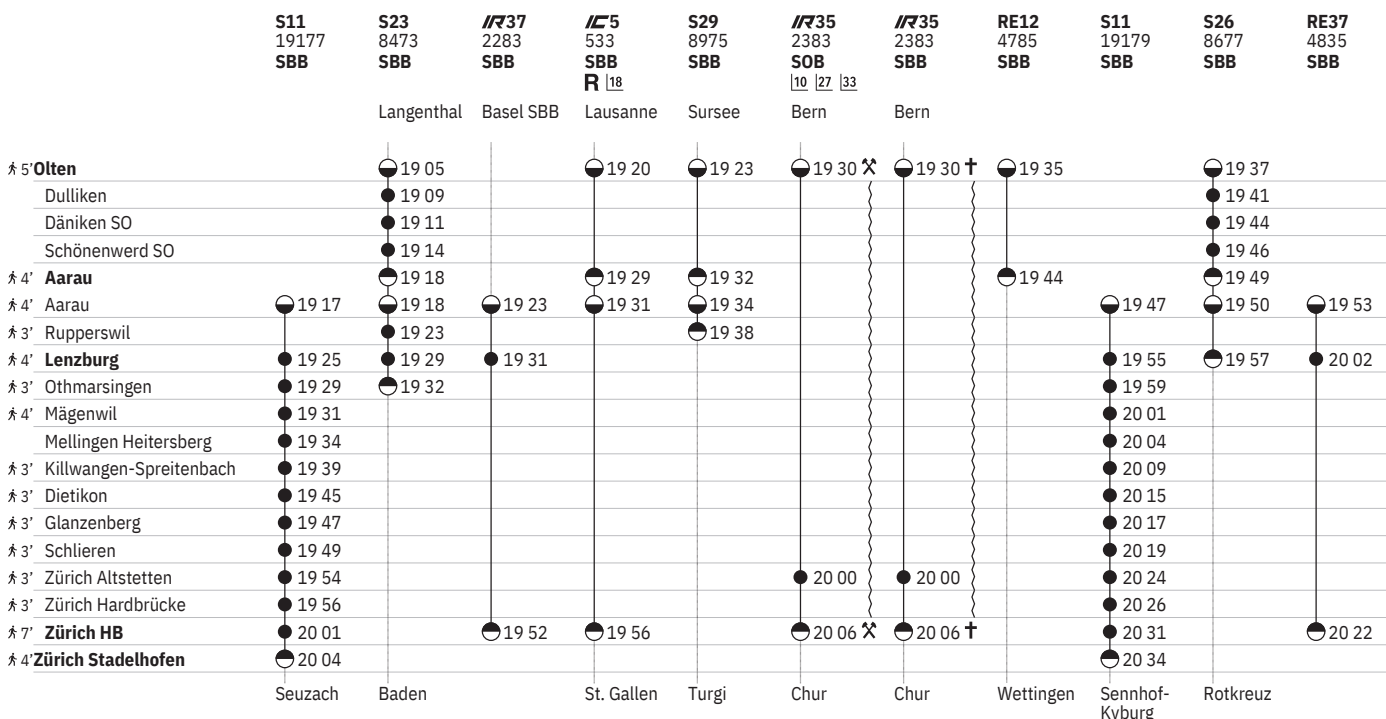 S11 S23 IR37 IC5 S29 IR35 IR35 RE12 S11 S26 RE37
19177 8473 2283 533 8975 2383 2383 4785 19179 8677 4835
SBB SBB SBB SBB SBB SOB SBB SBB SBB SBB SBB
R 18 10 27 33
Langenthal Basel SBB Lausanne Sursee Bern Bern
5' Olten 19 05 19 20 19 23 19 30 19 30 19 35 19 37
Dulliken 19 09 19 41
Däniken SO 19 11 19 44
Schönenwerd SO 19 14 19 46
4' Aarau 19 18 19 29 19 32 19 44 19 49
4' Aarau 19 17 19 18 19 23 19 31 19 34 19 47 19 50 19 53
3' Rupperswil 19 23 19 38
4' Lenzburg 19 25 19 29 19 31 19 55 19 57 20 02
3' Othmarsingen 19 29 19 32 19 59
4' Mägenwil 19 31 20 01
Mellingen Heitersberg 19 34 20 04
3' Killwangen-Spreitenbach 19 39 20 09
3' Dietikon 19 45 20 15
3' Glanzenberg 19 47 20 17
3' Schlieren 19 49 20 19
3' Zürich Altstetten 19 54 20 00 20 00 20 24
3' Zürich Hardbrücke 19 56 20 26
7' Zürich HB 20 01 19 52 19 56 20 06 20 06 20 31 20 22
4' Zürich Stadelhofen 20 04 20 34
Seuzach Baden St. Gallen Turgi Chur Chur Wettingen Sennhof- Rotkreuz
Kyburg